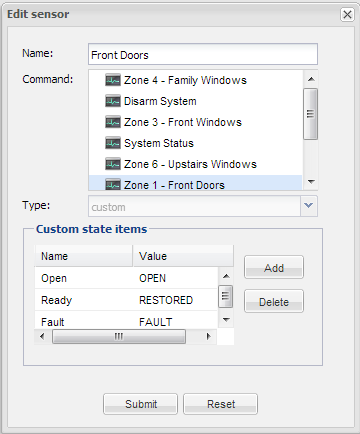 Edit sensor
Name: Front Doors
Command: Zone 4 - Family Windows
Disarm System
Zone 3 - Front Windows
System Status
Zone 6 - Upstairs Windows
Zone 1 - Front Doors
Type: custom
Custom state items
Name Value
Open OPEN
Ready RESTORED
Fault FAULT
Add
Delete
Submit Reset